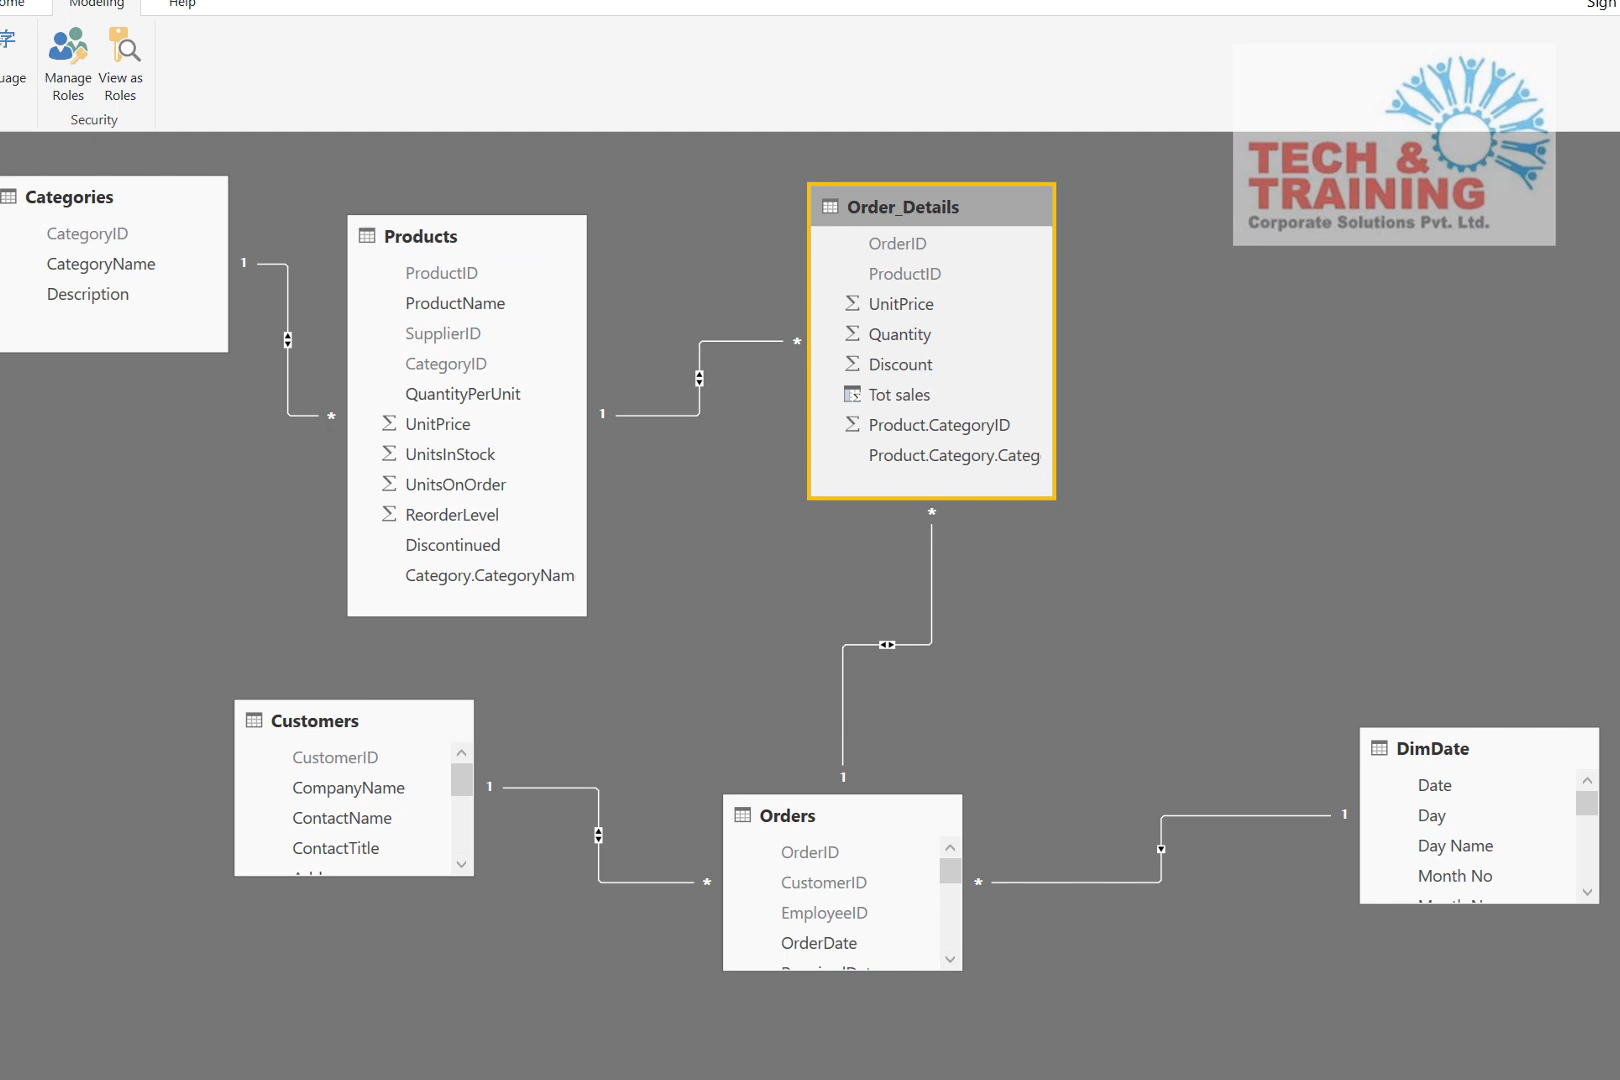 ome
Modeling
Help
Sign
字
uage
Manage
Roles
View as
Roles
Security
TECH &
TRAINING
Corporate Solutions Pvt. Ltd.
Categories
CategoryID
CategoryName
Description
1
*
Products
ProductID
ProductName
SupplierID
CategoryID
QuantityPerUnit
UnitPrice
UnitsInStock
UnitsOnOrder
ReorderLevel
Discontinued
Category.CategoryNam
1
*
Order_Details
OrderID
ProductID
UnitPrice
Quantity
Discount
Tot sales
Product.CategoryID
Product.Category.Categ
*
1
Customers
CustomerID
CompanyName
ContactName
ContactTitle
1
*
Orders
OrderID
CustomerID
EmployeeID
OrderDate
*
1
DimDate
Date
Day
Day Name
Month No